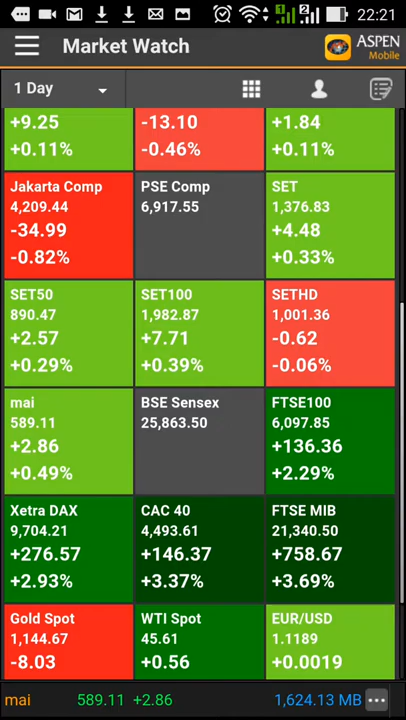 22:21
Market Watch
ASPEN
Mobile
1 Day
+9.25
+0.11%
-13.10
-0.46%
+1.84
+0.11%
Jakarta Comp
4,209.44
-34.99
-0.82%
PSE Comp
6,917.55
SET
1,376.83
+4.48
+0.33%
SET50
890.47
+2.57
+0.29%
SET100
1,982.87
+7.71
+0.39%
SETHD
1,001.36
-0.62
-0.06%
mai
589.11
+2.86
+0.49%
BSE Sensex
25,863.50
FTSE100
6,097.85
+136.36
+2.29%
Xetra DAX
9,704.21
+276.57
+2.93%
CAC 40
4,493.61
+146.37
+3.37%
FTSE MIB
21,340.50
+758.67
+3.69%
Gold Spot
1,144.67
-8.03
WTI Spot
45.61
+0.56
EUR/USD
1.1189
+0.0019
mai 589.11 +2.86 1,624.13 MB